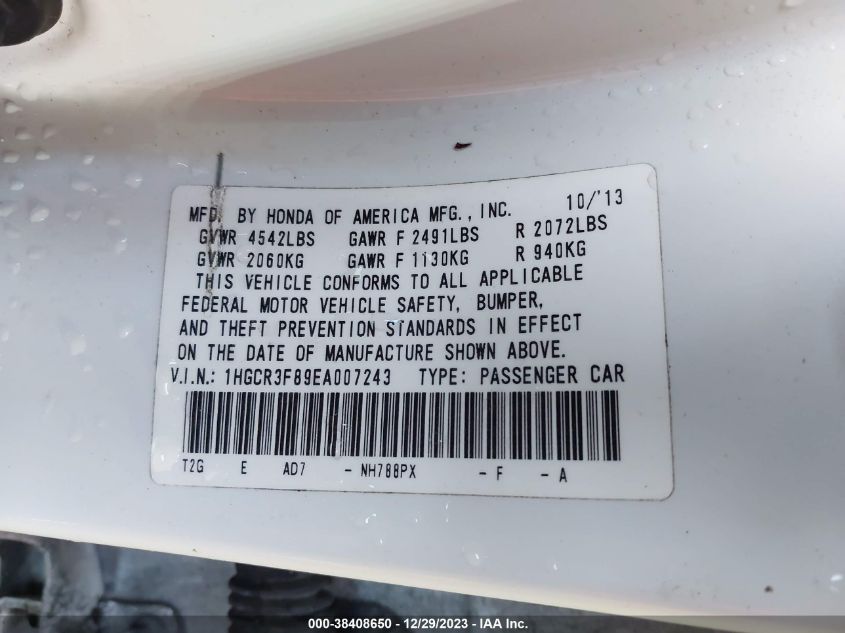 MFD. BY HONDA OF AMERICA MFG., INC. 10/'13
GVWR 4542LBS GAWR F 2491LBS R 2072LBS
GVWR 2060KG GAWR F 1130KG R 940KG
THIS VEHICLE CONFORMS TO ALL APPLICABLE
FEDERAL MOTOR VEHICLE SAFETY, BUMPER,
AND THEFT PREVENTION STANDARDS IN EFFECT
ON THE DATE OF MANUFACTURE SHOWN ABOVE.
V.I.N.: 1HGCR3F89EA007243 TYPE: PASSENGER CAR
T2G E AD7 - NH788PX - F - A
000-38408650 - 12/29/2023 - IAA Inc.